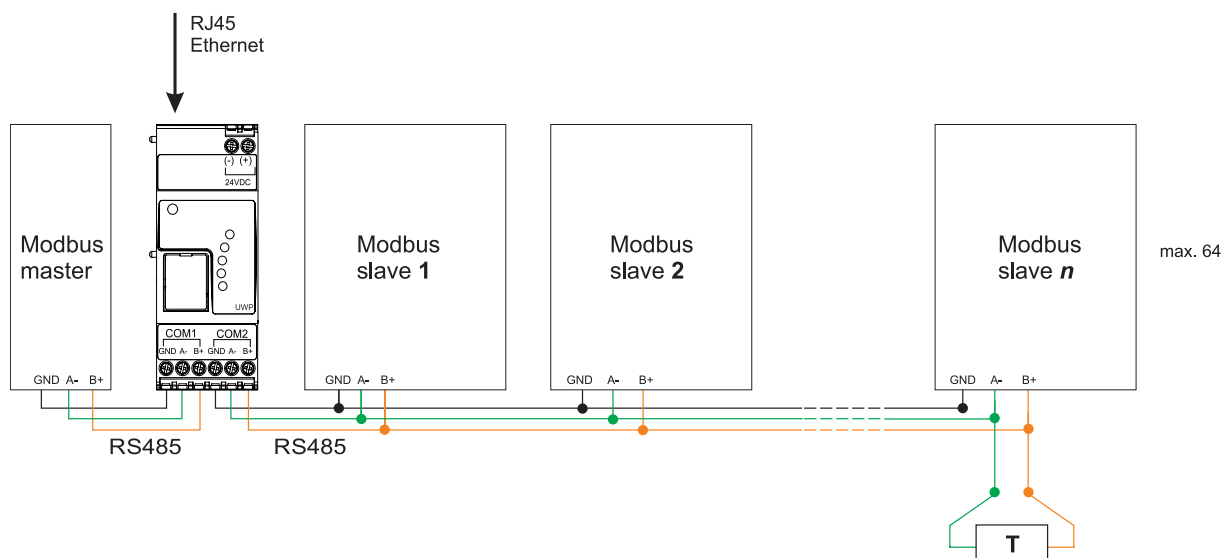 RJ45
Ethernet
(-) (+)
24VDC
Modbus
master
UWP
COM1 COM2
GND A- B+ GND A- B+
Modbus
slave 1
Modbus
slave 2
Modbus
slave n
max. 64
GND A- B+
GND A- B+
GND A- B+
GND A- B+
RS485
RS485
T